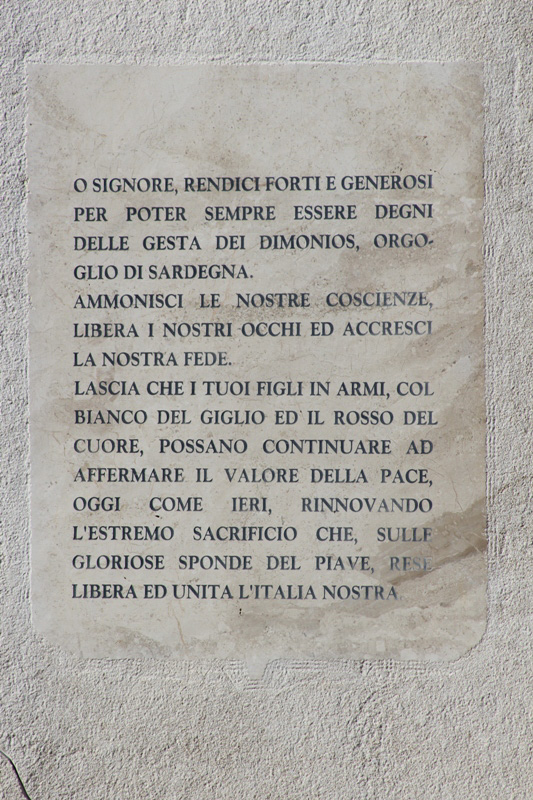 O SIGNORE, RENDICI FORTI E GENEROSI
PER POTER SEMPRE ESSERE DEGNI
DELLE GESTA DEI DIMONIOS, ORGO-
GLIO DI SARDEGNA.
AMMONISCI LE NOSTRE COSCIENZE,
LIBERA I NOSTRI OCCHI ED ACCRESCI
LA NOSTRA FEDE.
LASCIA CHE I TUOI FIGLI IN ARMI, COL
BIANCO DEL GIGLIO ED IL ROSSO DEL
CUORE, POSSANO CONTINUARE AD
AFFERMARE IL VALORE DELLA PACE,
OGGI COME IERI, RINNOVANDO
L'ESTREMO SACRIFICIO CHE, SULLE
GLORIOSE SPONDE DEL PIAVE, RESE
LIBERA ED UNITA L'ITALIA NOSTRA